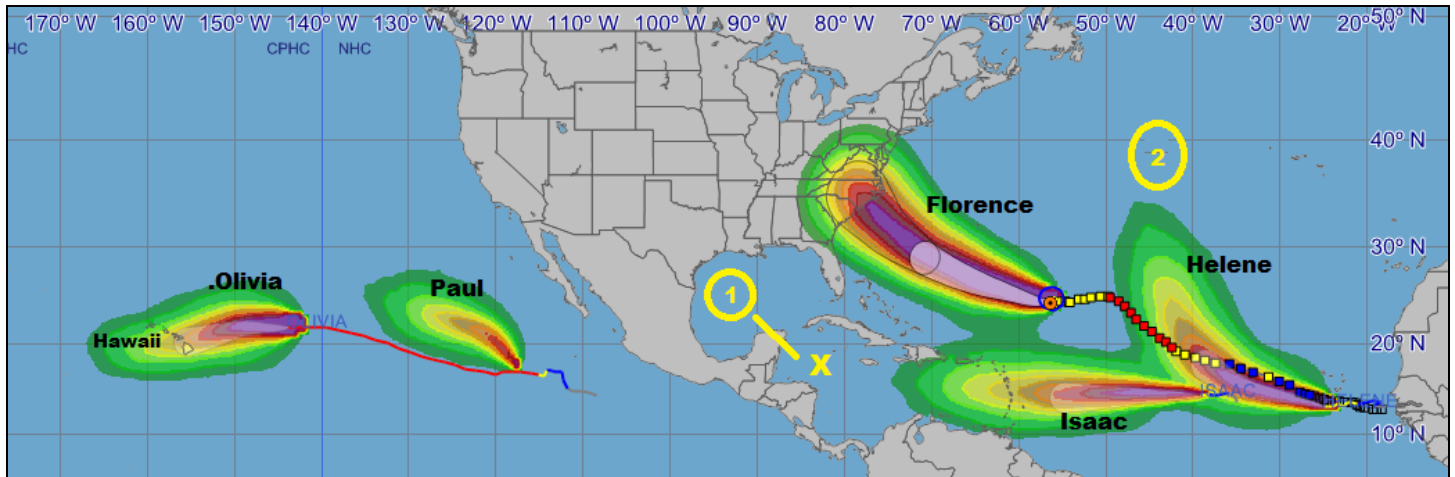 170° W 160° W 150° W 140° W 130° W 120° W 110° W 100° W 90° W 80° W 70° W 60° W 50° W 40° W 30° W 20° W 50° N
HC CPHC NHC
40° N
2
Florence
30° N
Helene
.Olivia
Paul
1
OLIVIA
Hawaii
20° N
X
ISAAC
HELENE
Isaac
10° N